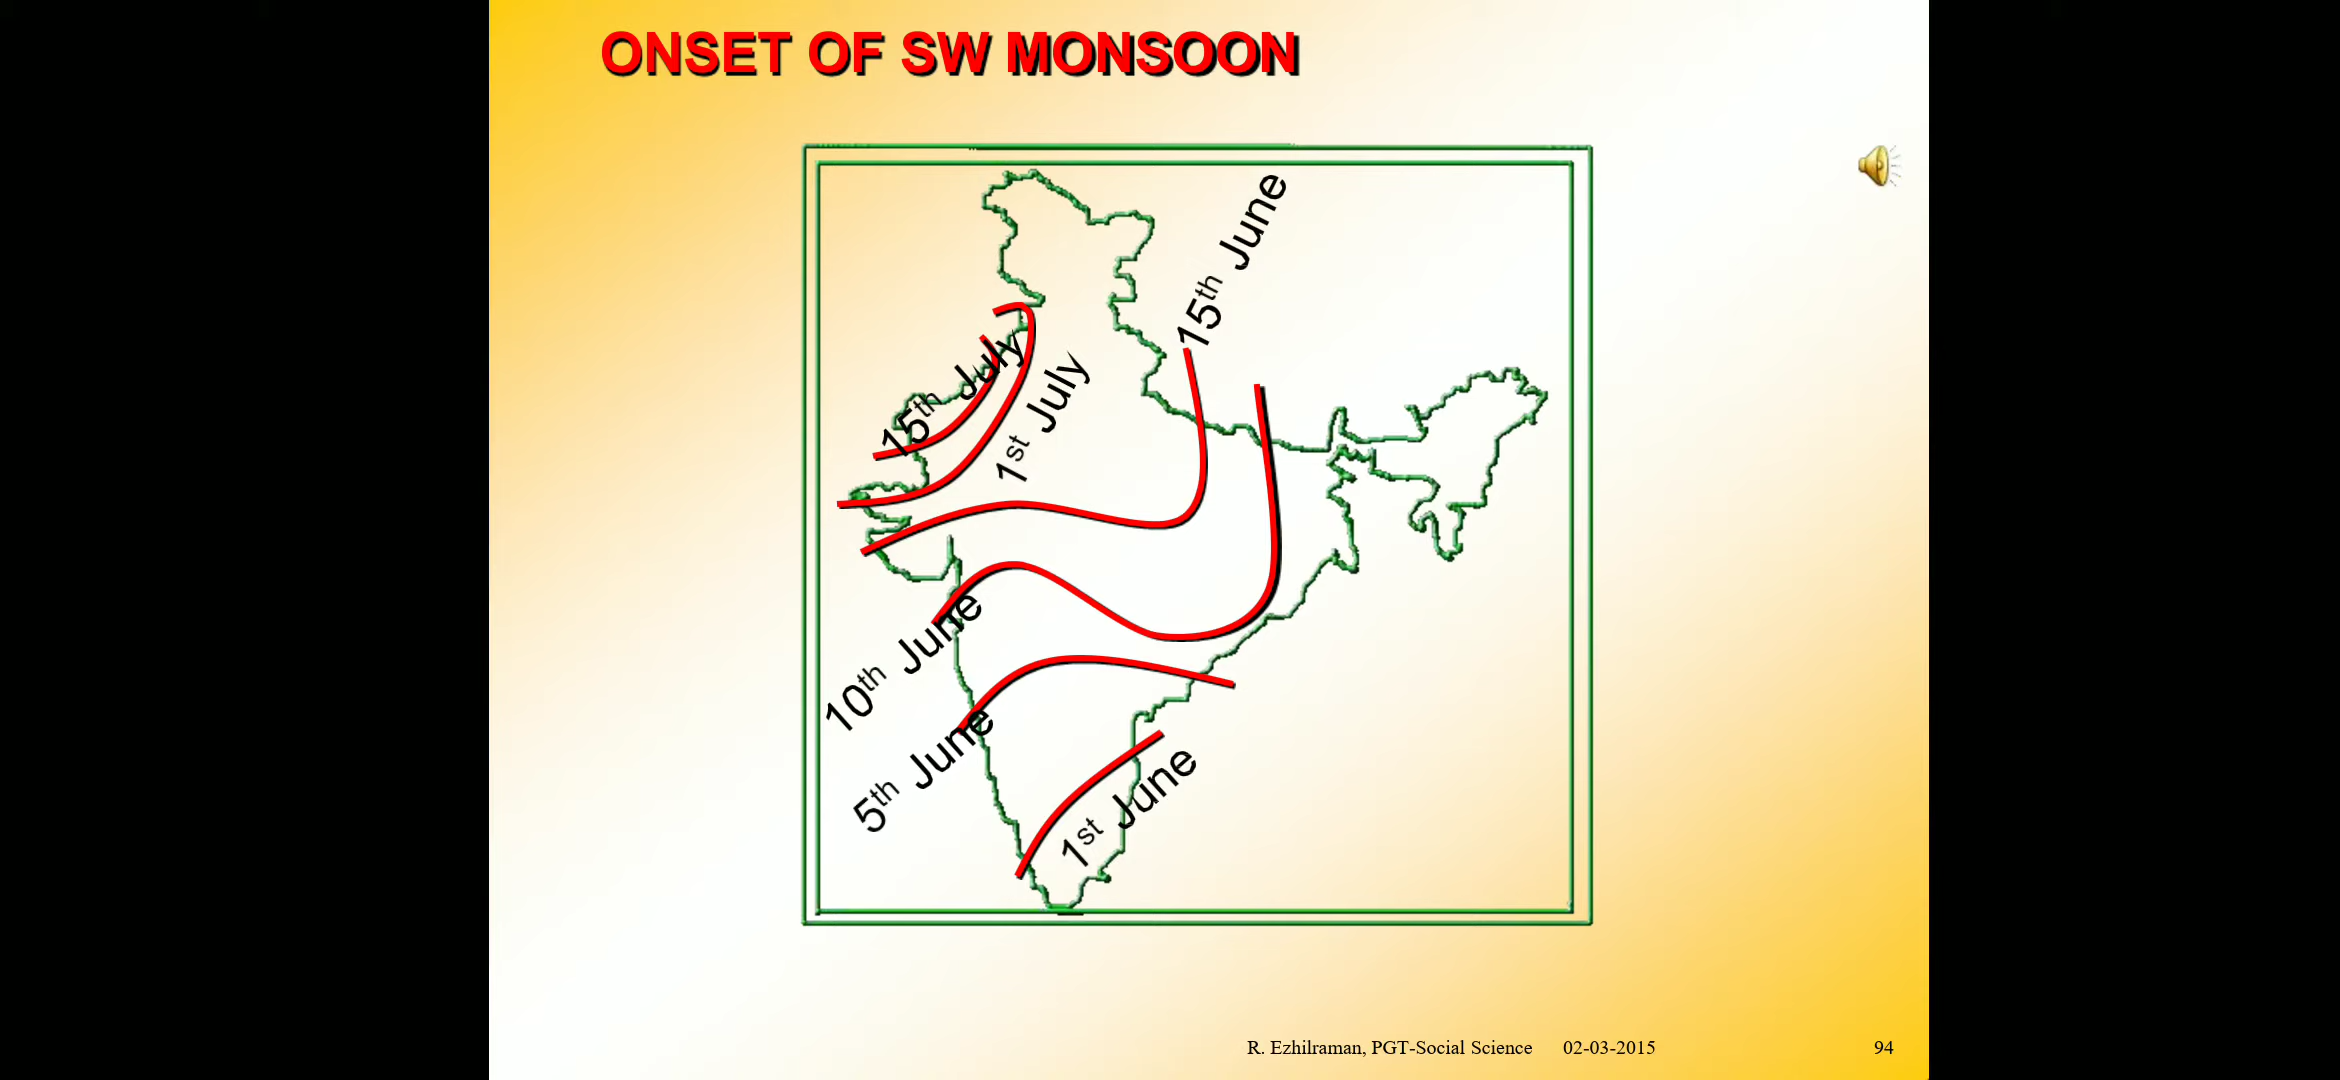 ONSET OF SW MONSOON
15th June
15th July
1st July
10th June
5th June
1st June
R. Ezhilraman, PGT-Social Science 02-03-2015 94